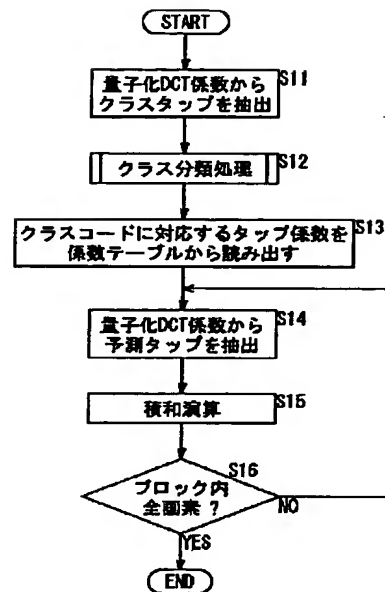 START
量子化DCT係数から
クラスタップを抽出
S11
クラス分類処理
S12
クラスコードに対応するタップ係数を
係数テーブルから読み出す
S13
量子化DCT係数から
予測タップを抽出
S14
積和演算
S15
ブロック内
全画素 ?
S16
NO
YES
END